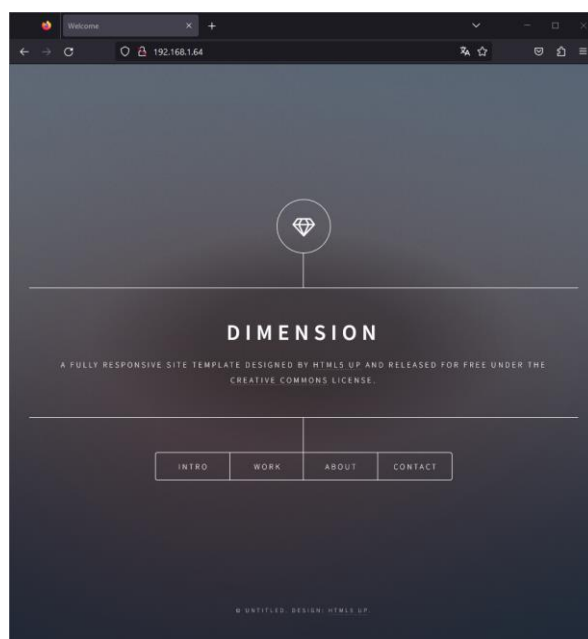 Welcome
192.168.1.64
DIMENSION
A FULLY RESPONSIVE SITE TEMPLATE DESIGNED BY HTML5 UP AND RELEASED FOR FREE UNDER THE
CREATIVE COMMONS LICENSE.
INTRO WORK ABOUT CONTACT
© UNTITLED. DESIGN: HTML5 UP.